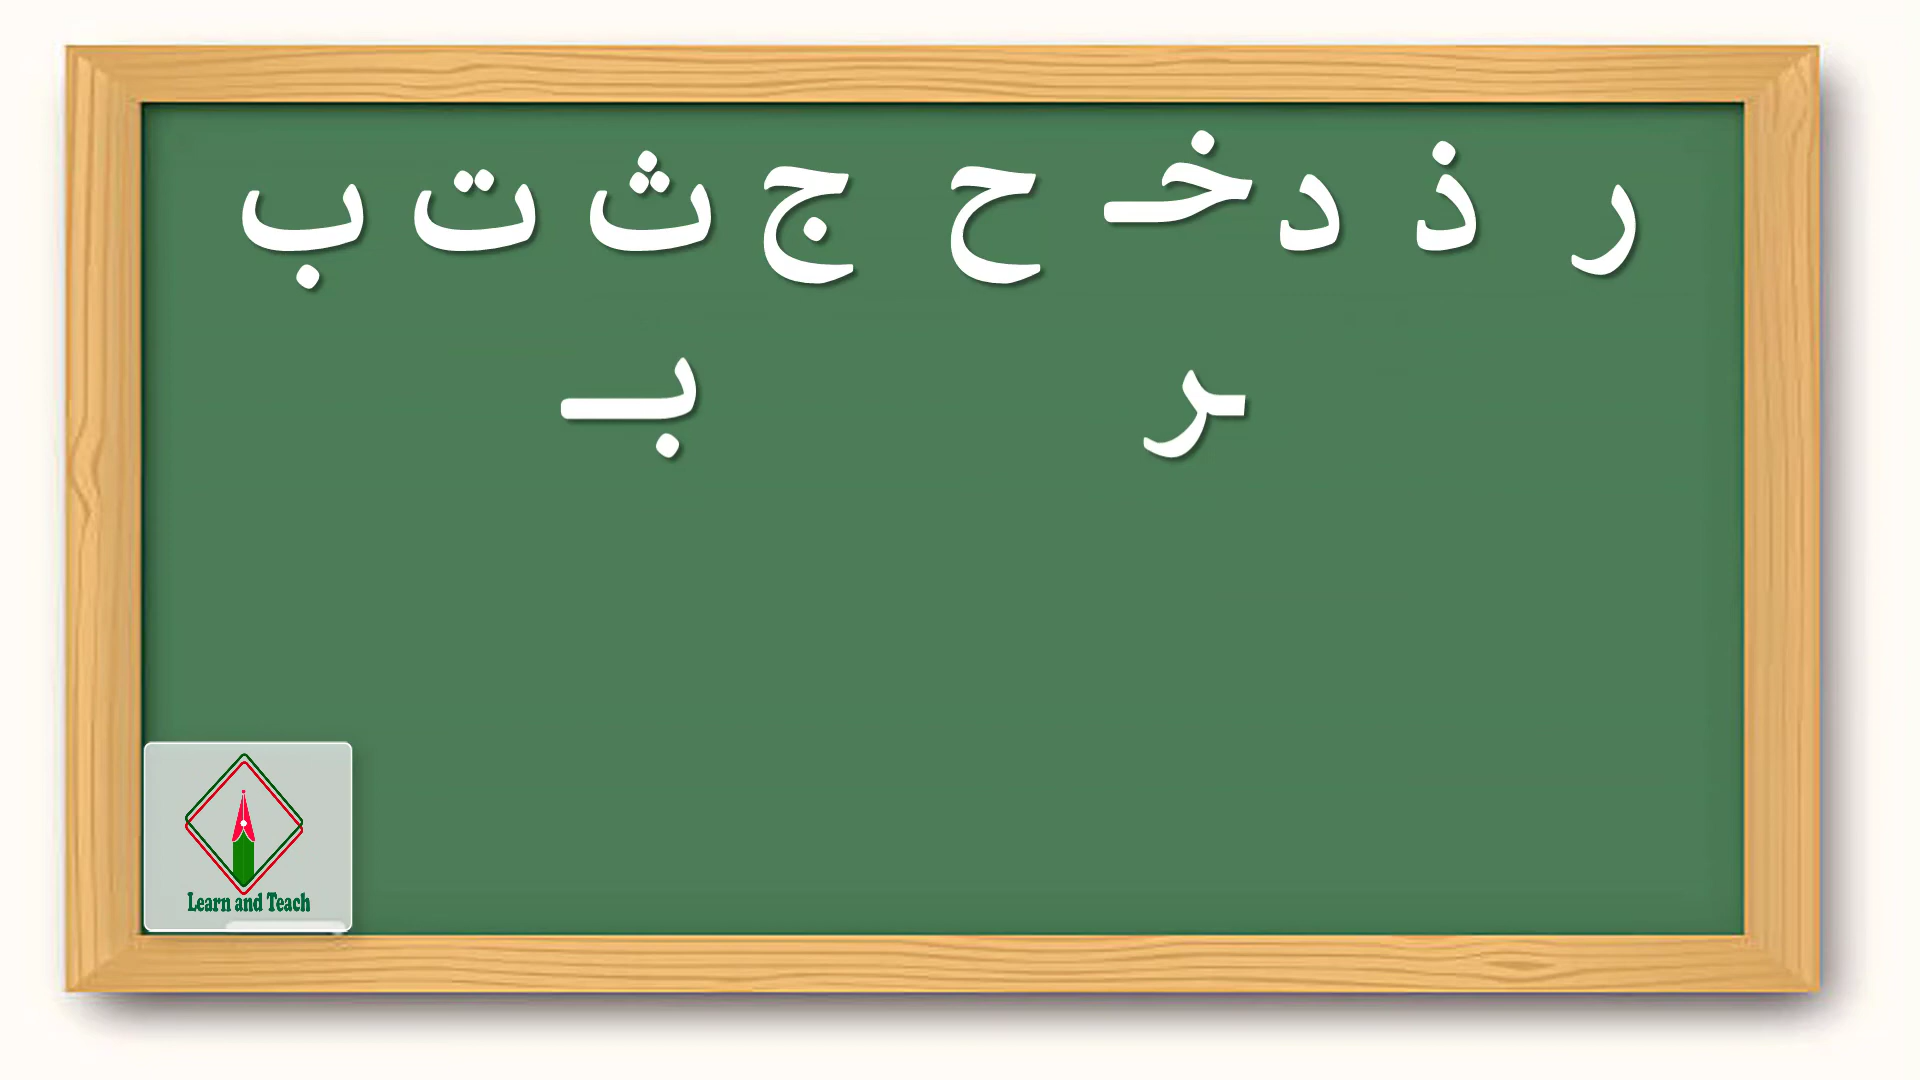 ر ذ د خـ ح ج ث ت ب
ـر بـ
Learn and Teach